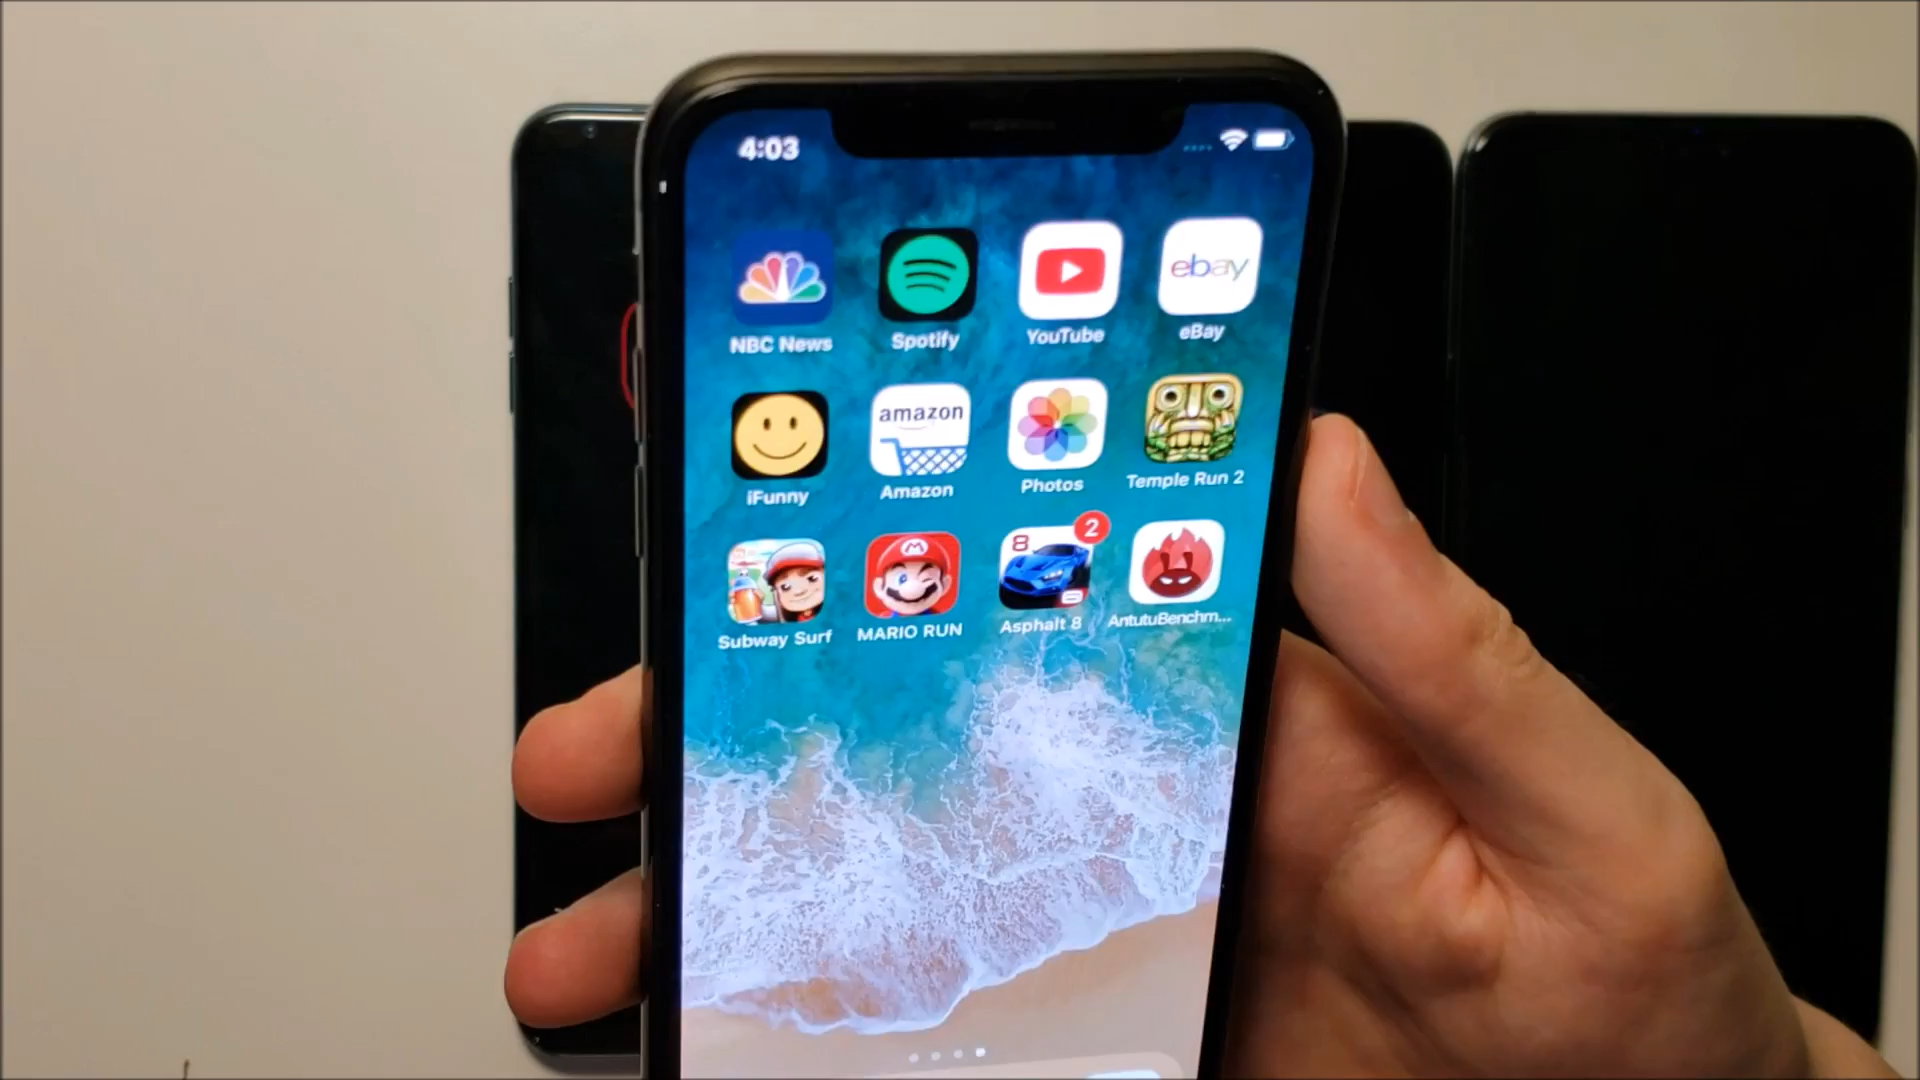 4:03
ebay
NBC News
Spotify
YouTube
eBay
amazon
iFunny
Amazon
Photos
Temple Run 2
2
8
M
Subway Surf
MARIO RUN
Asphalt 8
AntutuBenchm...